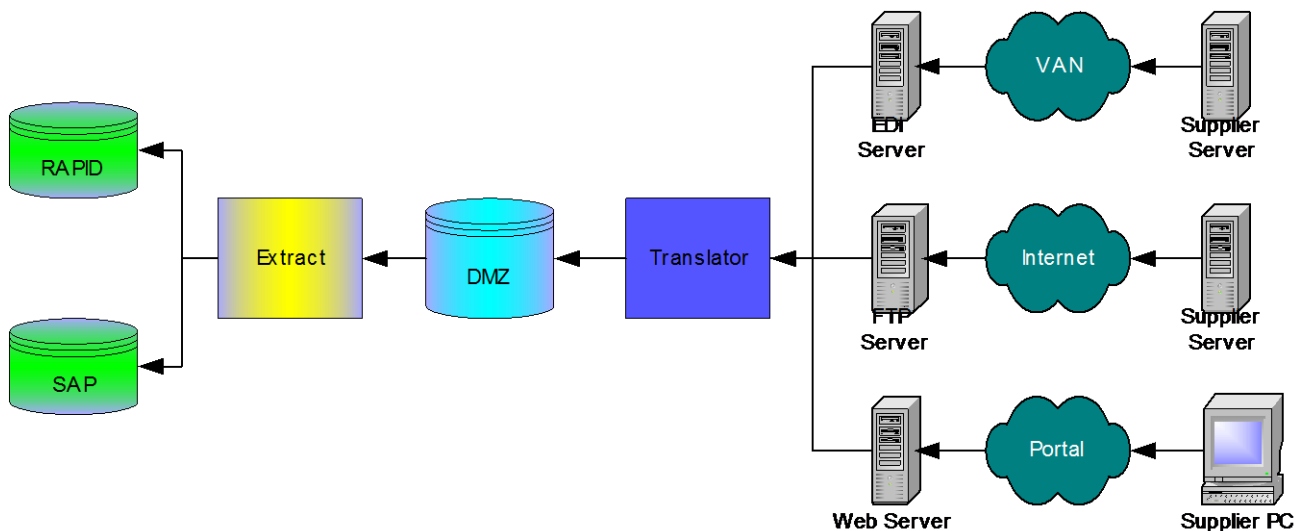 VAN
EDI
Server
Supplier
Server
RAPID
Extract
DMZ
Translator
Internet
FTP
Server
Supplier
Server
SAP
Portal
Web Server
Supplier PC